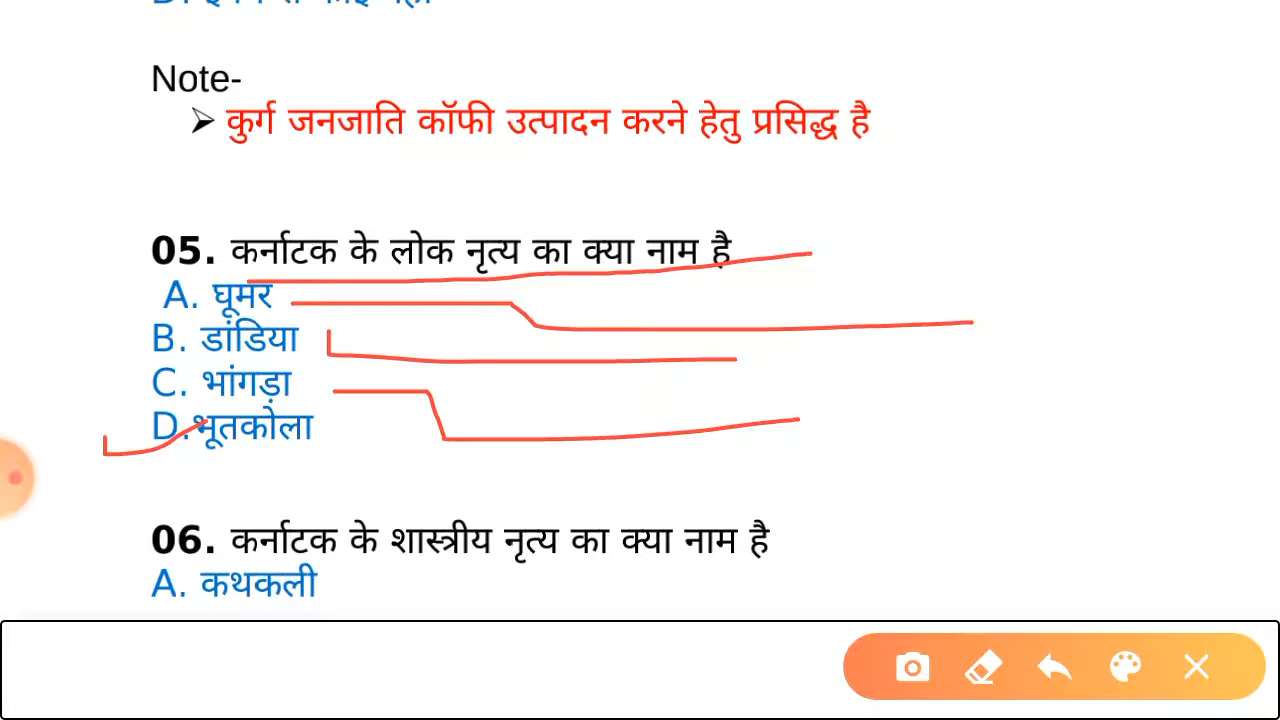 Note-
➢ कुर्ग जनजाति कॉफी उत्पादन करने हेतु प्रसिद्ध है
05. कर्नाटक के लोक नृत्य का क्या नाम है
A. घूमर
B. डांडिया
C. भांगड़ा
D.भूतकोला
06. कर्नाटक के शास्त्रीय नृत्य का क्या नाम है
A. कथकली